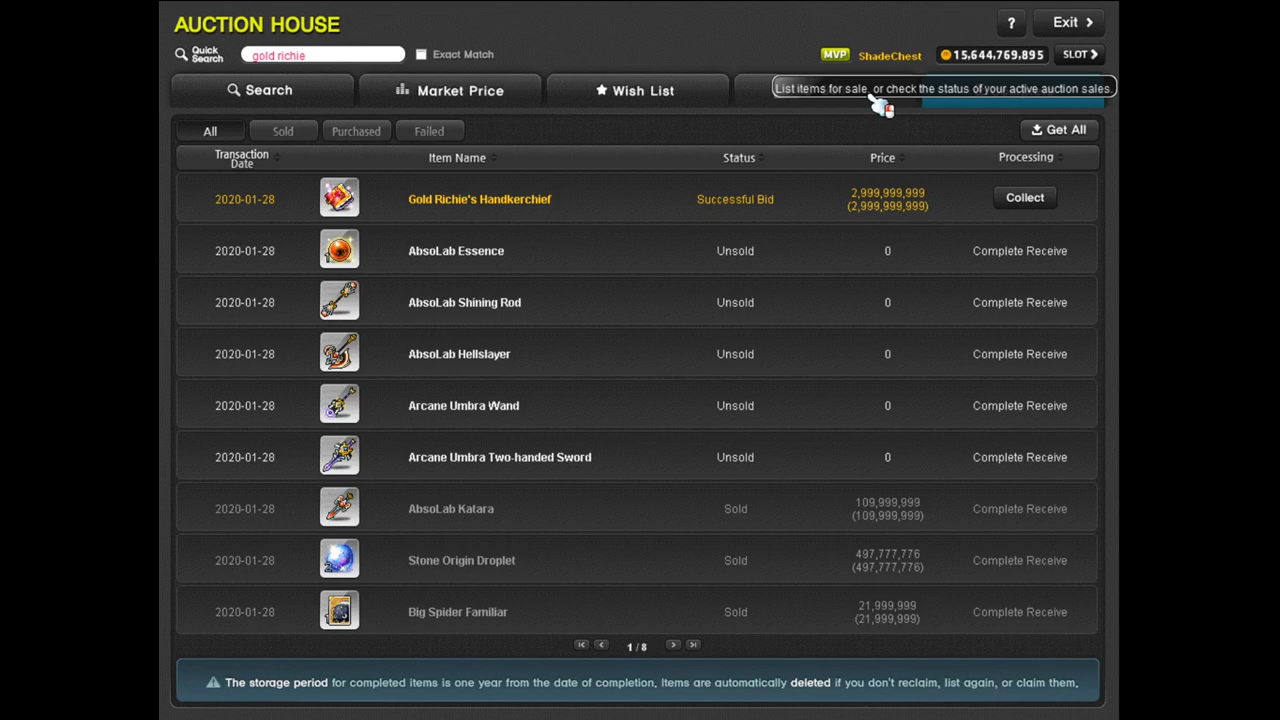 AUCTION HOUSE
? Exit >
Quick Search gold richie Exact Match
MVP ShadeChest 15,644,769,895 SLOT >
Search Market Price Wish List
List items for sale, or check the status of your active auction sales.
All Sold Purchased Failed Get All
Transaction Date Item Name Status Price Processing
2020-01-28 Gold Richie's Handkerchief Successful Bid 2,999,999,999 (2,999,999,999) Collect
2020-01-28 1 AbsoLab Essence Unsold 0 Complete Receive
2020-01-28 AbsoLab Shining Rod Unsold 0 Complete Receive
2020-01-28 AbsoLab Hellslayer Unsold 0 Complete Receive
2020-01-28 Arcane Umbra Wand Unsold 0 Complete Receive
2020-01-28 Arcane Umbra Two-handed Sword Unsold 0 Complete Receive
2020-01-28 AbsoLab Katara Sold 109,999,999 (109,999,999) Complete Receive
2020-01-28 2 Stone Origin Droplet Sold 497,777,776 (497,777,776) Complete Receive
2020-01-28 1 Big Spider Familiar Sold 21,999,999 (21,999,999) Complete Receive
1 / 8
The storage period for completed items is one year from the date of completion. Items are automatically deleted if you don't reclaim, list again, or claim them.